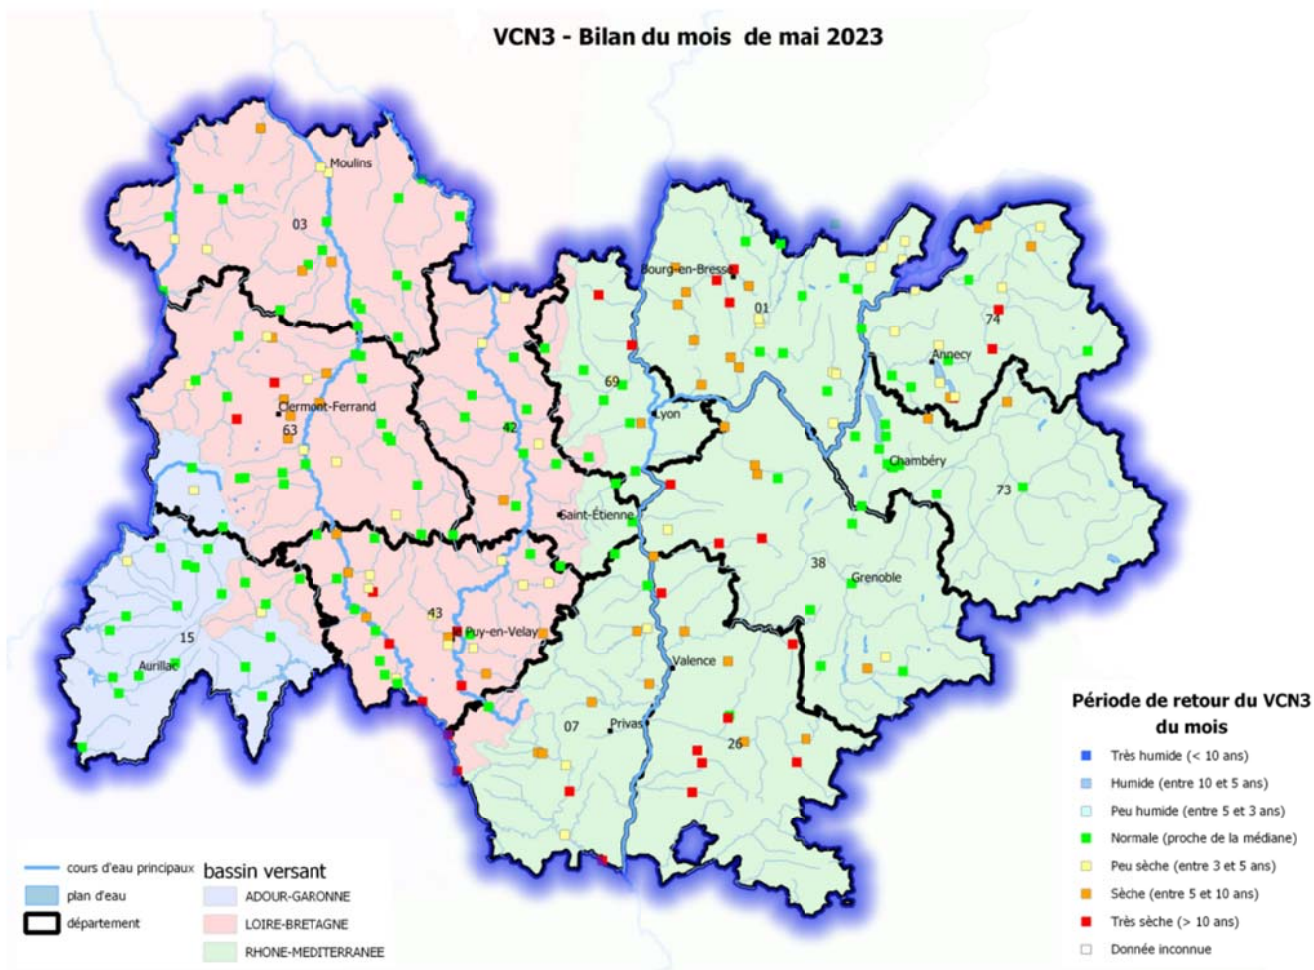 VCN3 - Bilan du mois de mai 2023
Moulins
03
Bourg-en-Bresse
01
74
Annecy
69
Clermont-Ferrand
63
Lyon
42
Chambéry
73
Saint-Étienne
38
Grenoble
43
Puy-en-Velay
15
Aurillac
Valence
07
Privas
26
cours d'eau principaux
plan d'eau
département
bassin versant
ADOUR-GARONNE
LOIRE-BRETAGNE
RHONE-MEDITERRANEE
Période de retour du VCN3
du mois
Très humide (< 10 ans)
Humide (entre 10 et 5 ans)
Peu humide (entre 5 et 3 ans)
Normale (proche de la médiane)
Peu sèche (entre 3 et 5 ans)
Sèche (entre 5 et 10 ans)
Très sèche (> 10 ans)
Donnée inconnue